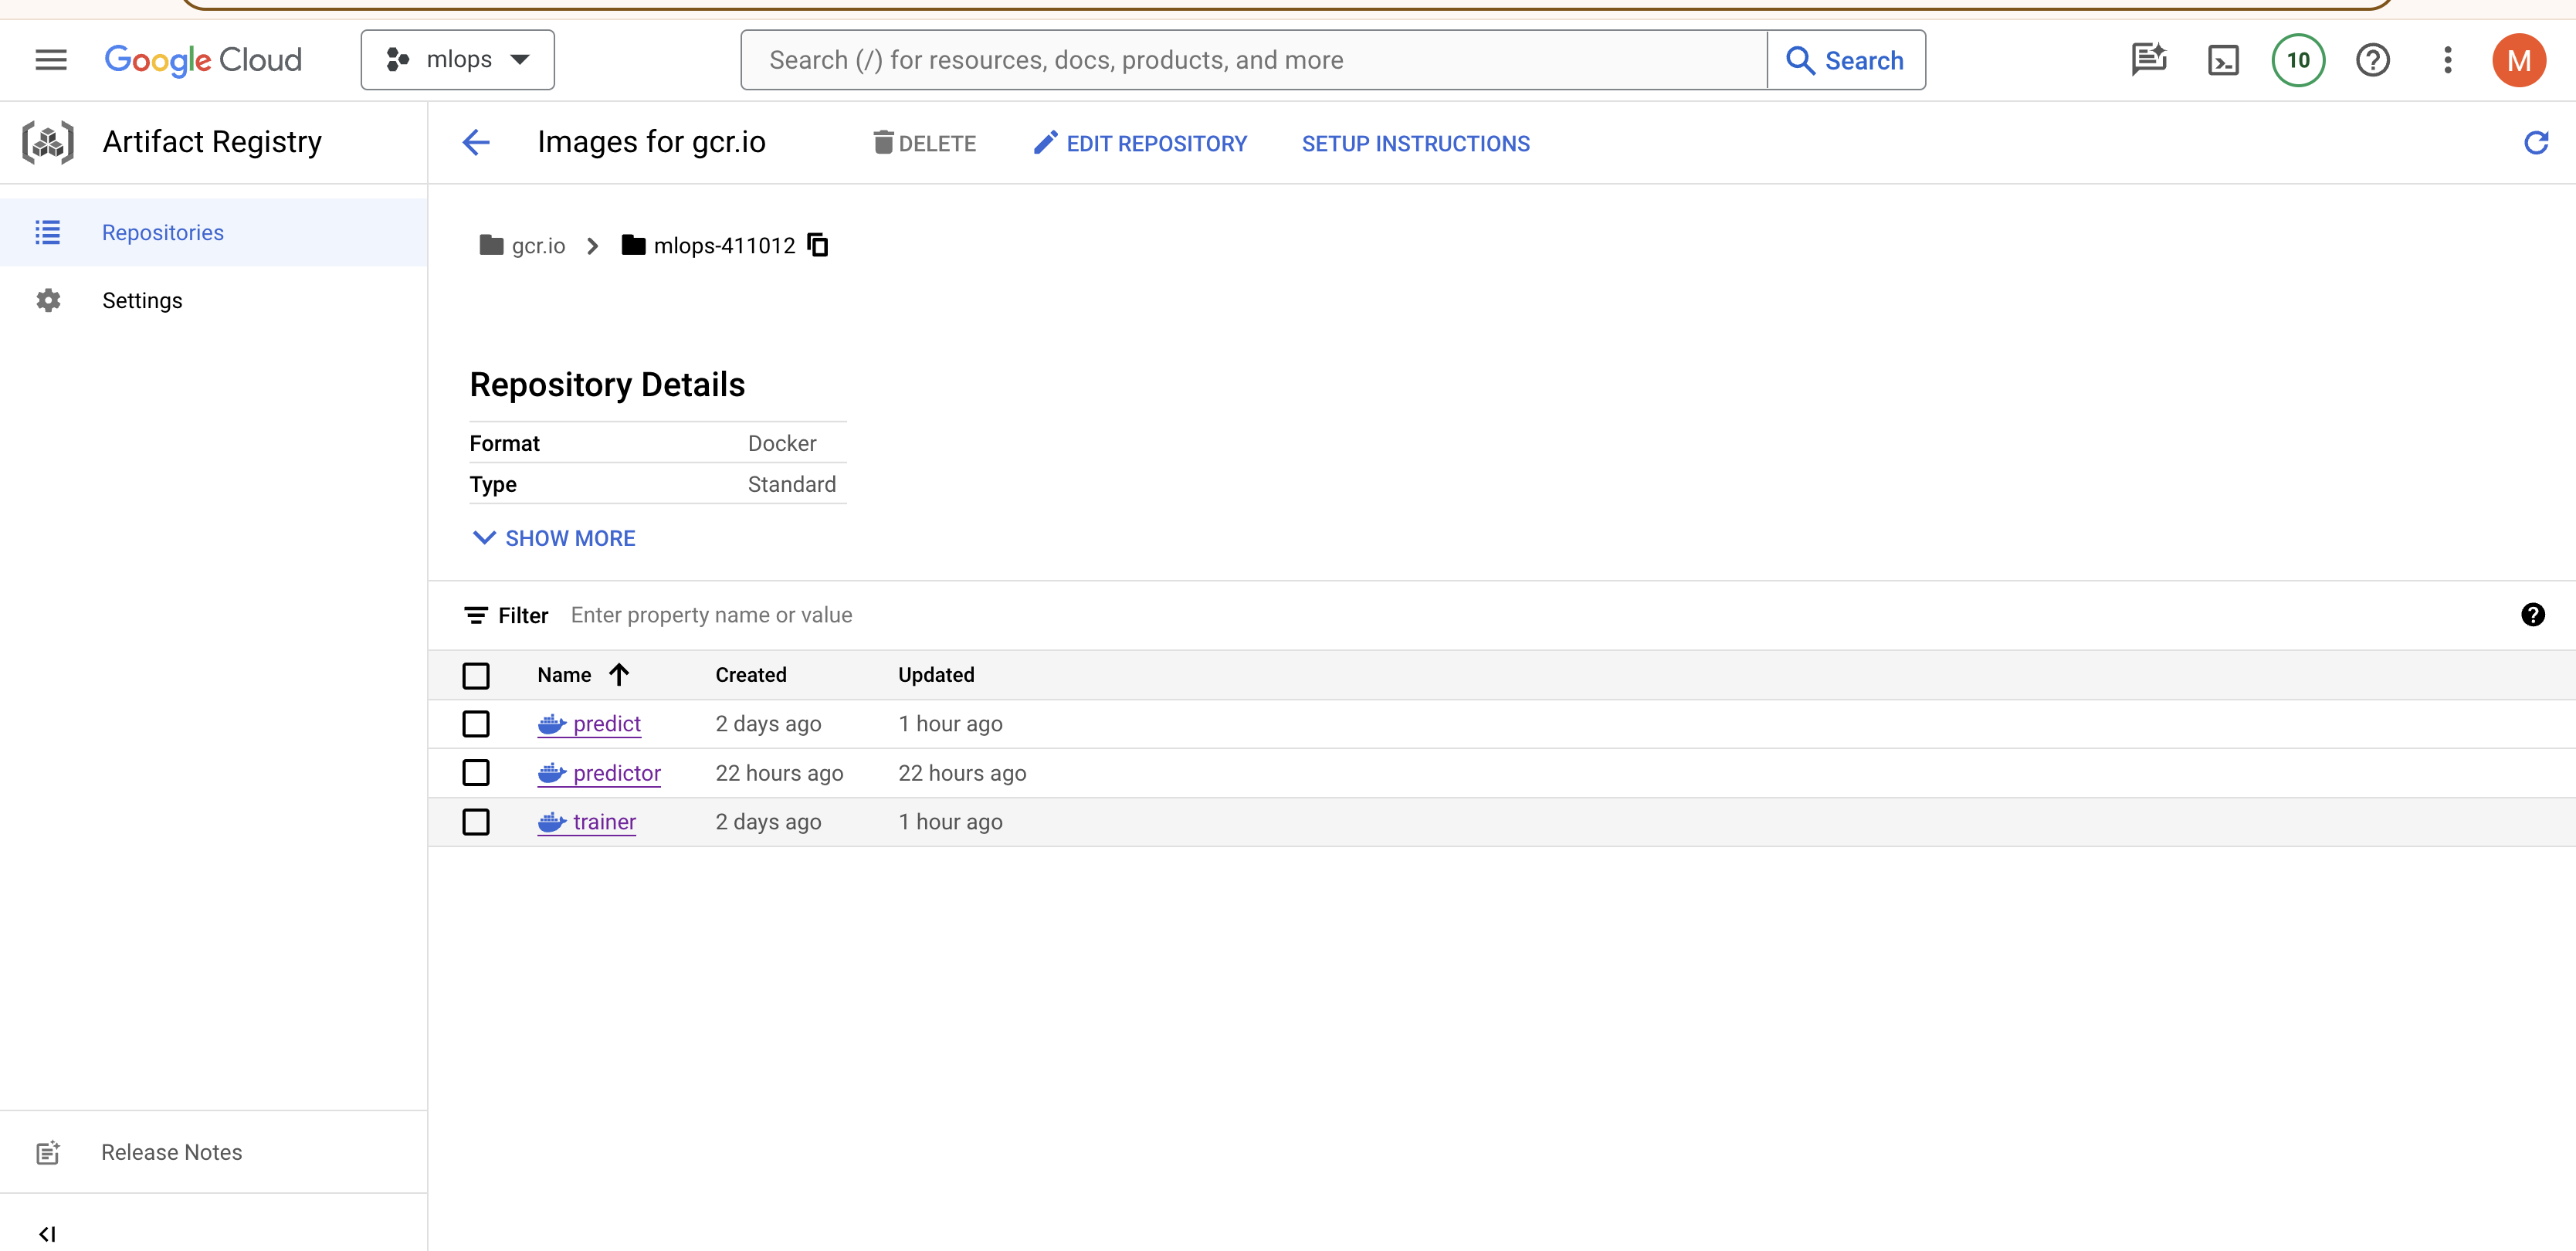 Google Cloud
mlops
Search (/) for resources, docs, products, and more
Search
10
M
Artifact Registry
Images for gcr.io
DELETE
EDIT REPOSITORY
SETUP INSTRUCTIONS
Repositories
Settings
gcr.io
mlops-411012
Repository Details
Format Docker
Type Standard
SHOW MORE
Filter Enter property name or value
Name Created Updated
predict 2 days ago 1 hour ago
predictor 22 hours ago 22 hours ago
trainer 2 days ago 1 hour ago
Release Notes